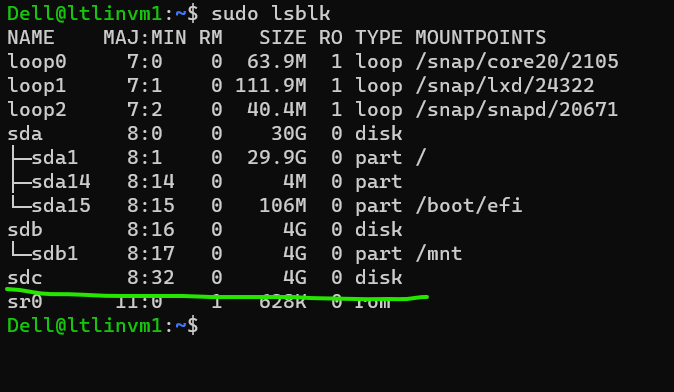 Dell@ltlinvm1:~$ sudo lsblk
NAME    MAJ:MIN RM   SIZE RO TYPE MOUNTPOINTS
loop0     7:0    0  63.9M  1 loop /snap/core20/2105
loop1     7:1    0 111.9M  1 loop /snap/lxd/24322
loop2     7:2    0  40.4M  1 loop /snap/snapd/20671
sda       8:0    0    30G  0 disk
├─sda1    8:1    0  29.9G  0 part /
├─sda14   8:14   0     4M  0 part
└─sda15   8:15   0   106M  0 part /boot/efi
sdb       8:16   0     4G  0 disk
└─sdb1    8:17   0     4G  0 part /mnt
sdc       8:32   0     4G  0 disk
sr0      11:0    1   628K  0 rom
Dell@ltlinvm1:~$